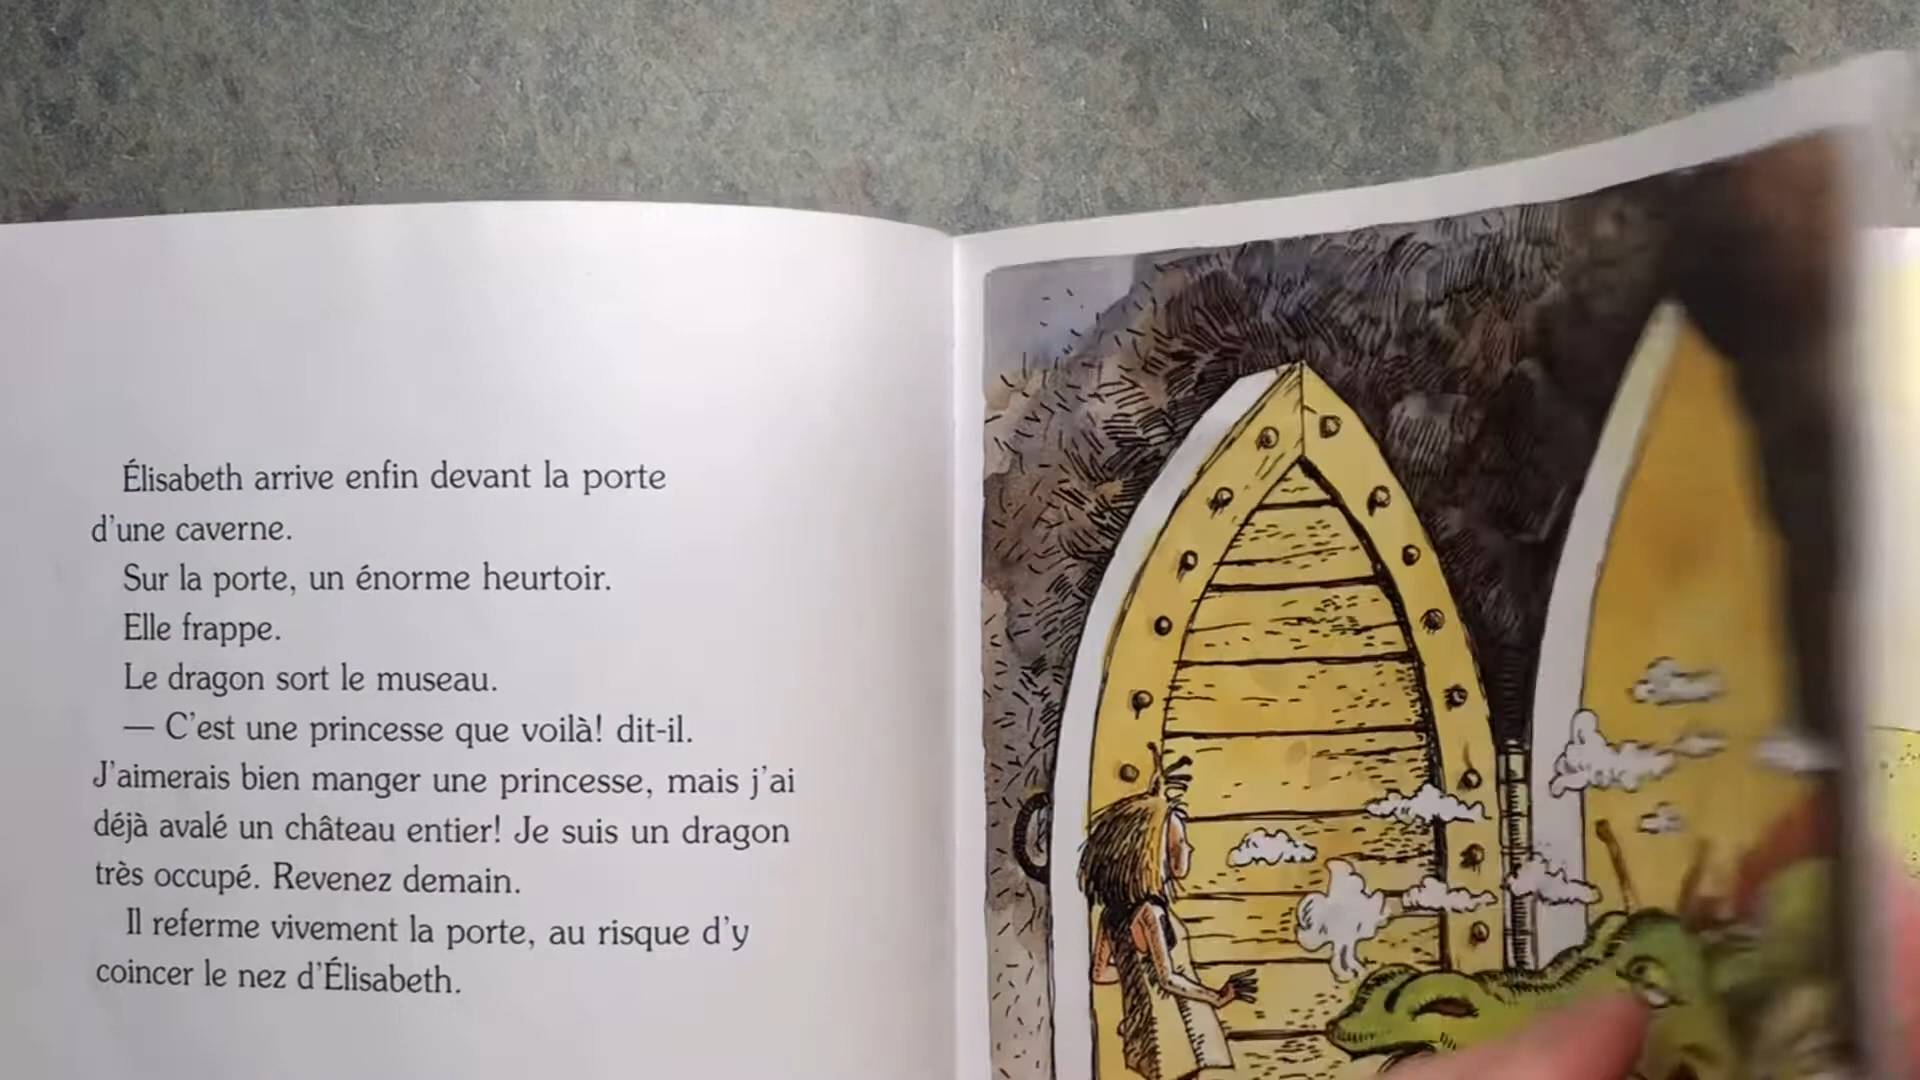 Élisabeth arrive enfin devant la porte
d'une caverne.
Sur la porte, un énorme heurtoir.
Elle frappe.
Le dragon sort le museau.
— C'est une princesse que voilà! dit-il.
J'aimerais bien manger une princesse, mais j'ai
déjà avalé un château entier! Je suis un dragon
très occupé. Revenez demain.
Il referme vivement la porte, au risque d'y
coincer le nez d'Élisabeth.